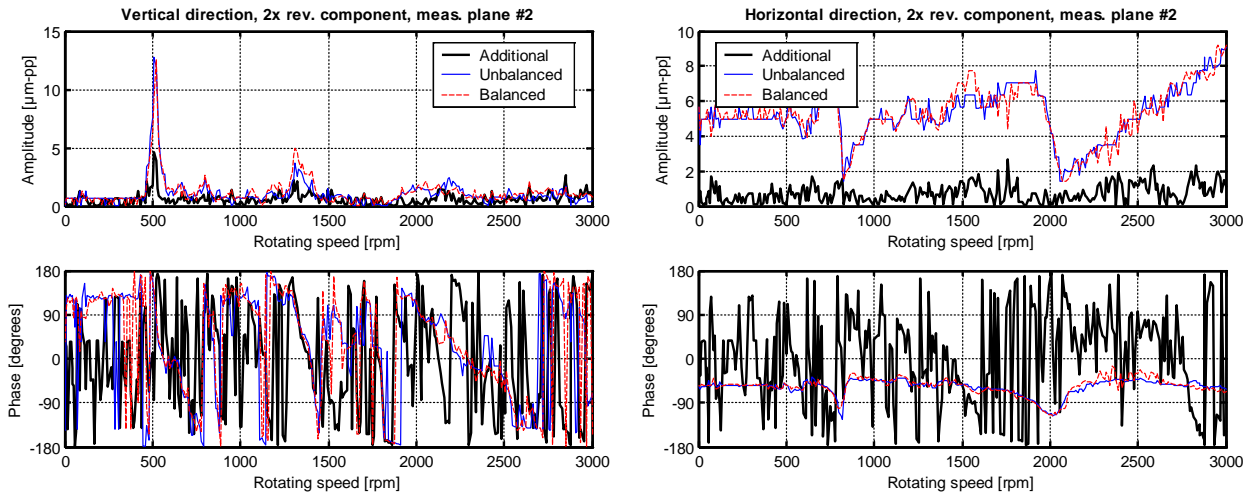 Vertical direction, 2x rev. component, meas. plane #2
15
10
5
0
Amplitude [µm-pp]
Additional
Unbalanced
Balanced
0 500 1000 1500 2000 2500 3000
Rotating speed [rpm]
Horizontal direction, 2x rev. component, meas. plane #2
10
8
6
4
2
0
Amplitude [µm-pp]
Additional
Unbalanced
Balanced
0 500 1000 1500 2000 2500 3000
Rotating speed [rpm]
180
90
0
-90
-180
Phase [degrees]
0 500 1000 1500 2000 2500 3000
Rotating speed [rpm]
180
90
0
-90
-180
Phase [degrees]
0 500 1000 1500 2000 2500 3000
Rotating speed [rpm]